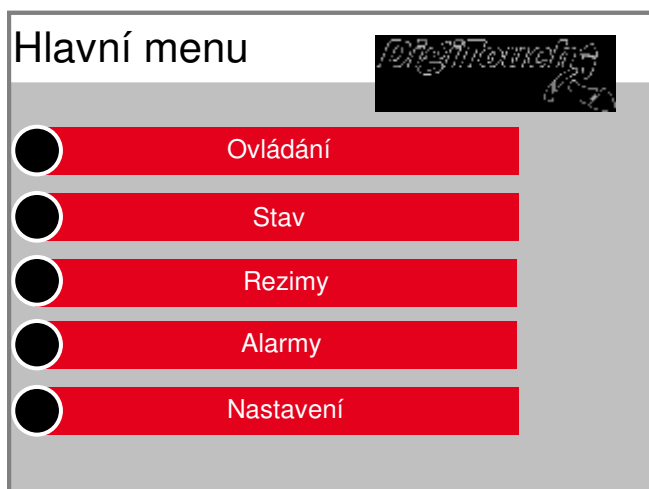 Hlavní menu
DigiTouch
Ovládání
Stav
Rezimy
Alarmy
Nastavení